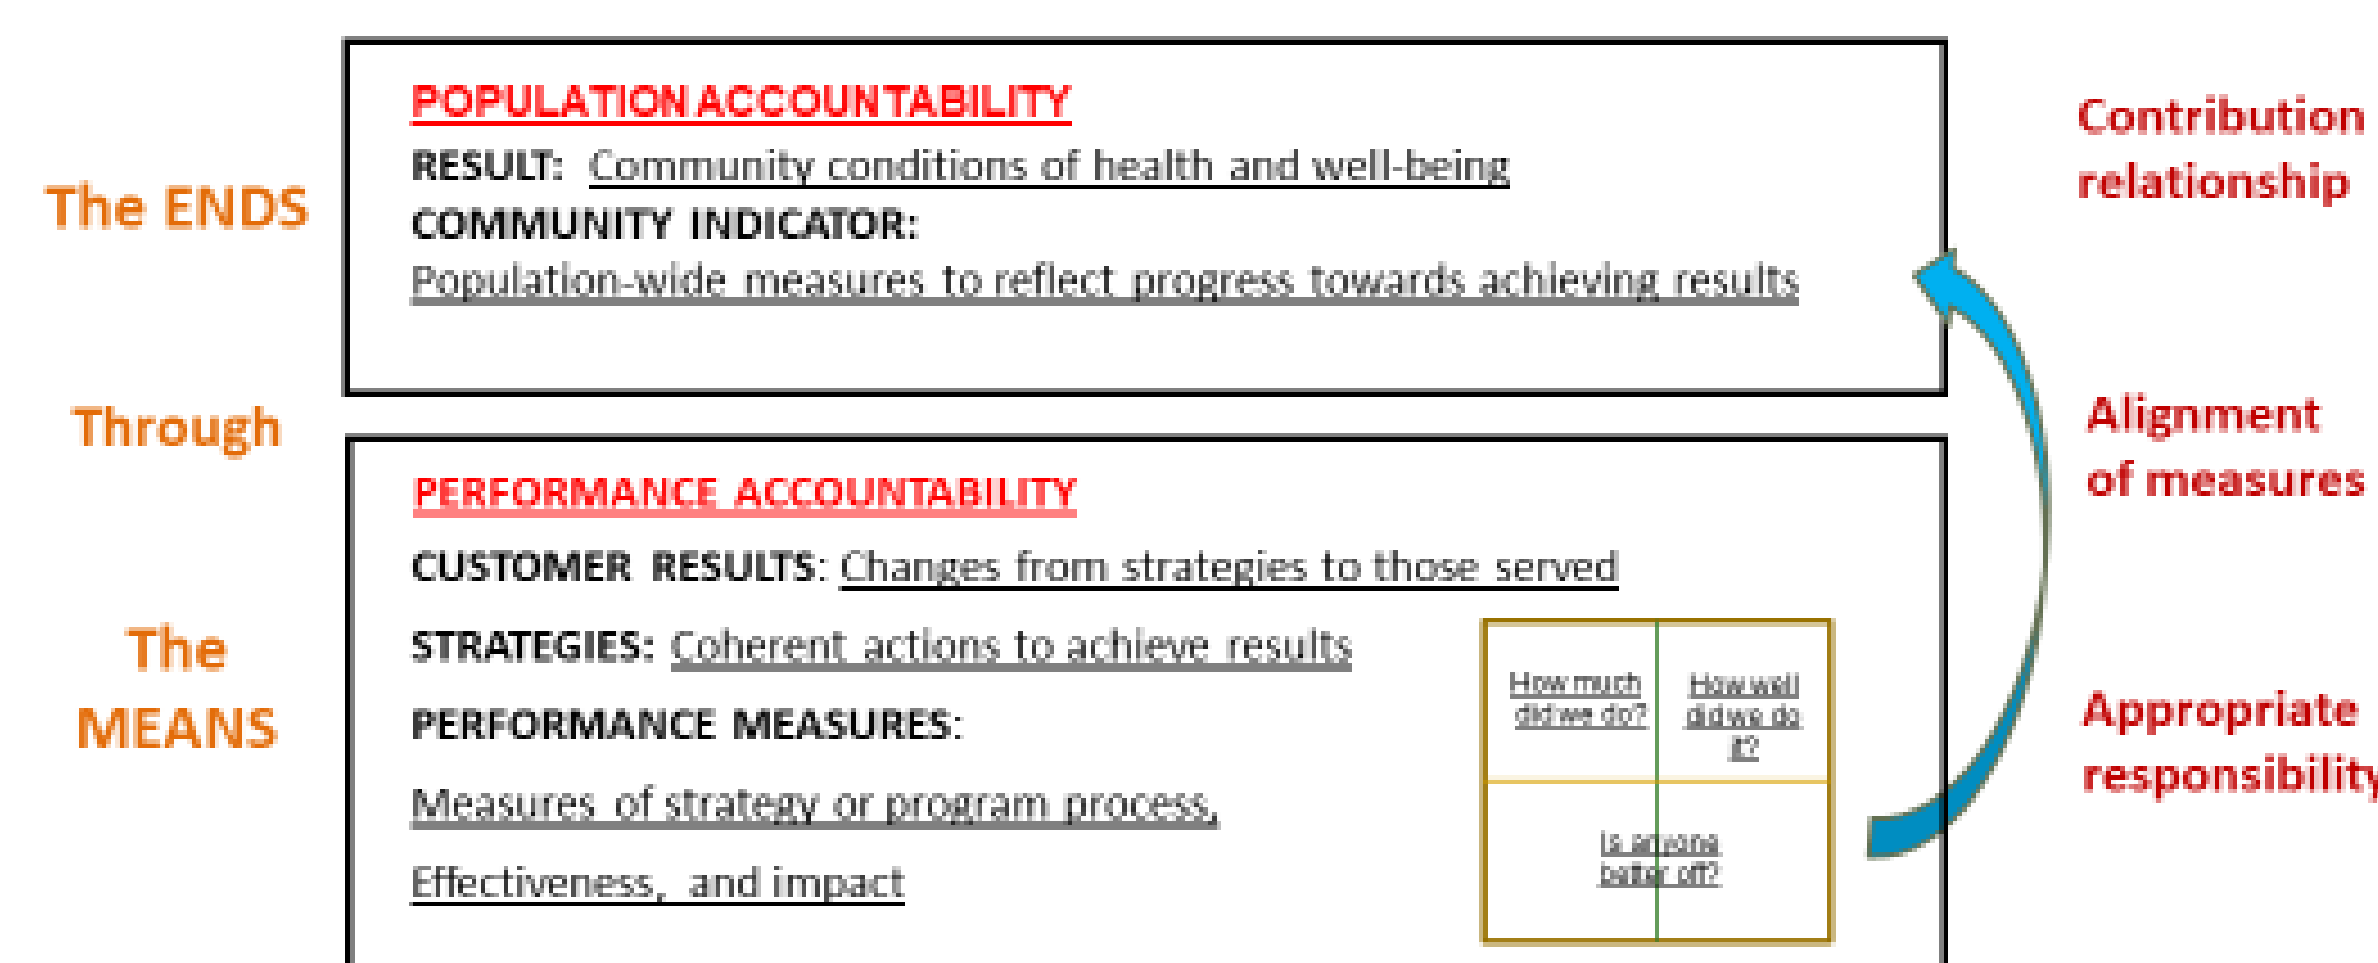 The ENDS
POPULATION ACCOUNTABILITY
RESULT: Community conditions of health and well-being
COMMUNITY INDICATOR:
Population-wide measures to reflect progress towards achieving results
Contribution
relationship
Through
Alignment
of measures
The
MEANS
PERFORMANCE ACCOUNTABILITY
CUSTOMER RESULTS: Changes from strategies to those served
STRATEGIES: Coherent actions to achieve results
PERFORMANCE MEASURES:
Measures of strategy or program process,
Effectiveness, and impact
How much
did we do?
How well
did we do
it?
Is anyone
better off?
Appropriate
responsibility